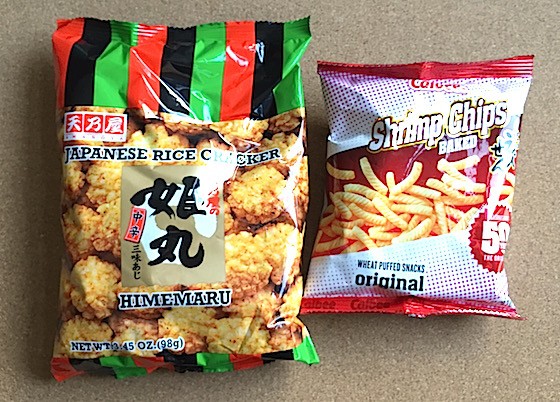 天乃屋
JAPANESE RICE CRACKER
姫丸
中辛
三味あじ
HIMEMARU
NET WT 3.45 OZ. (98g)
Shrimp Chips
BAKED
WHEAT PUFFED SNACKS
original
Calbee